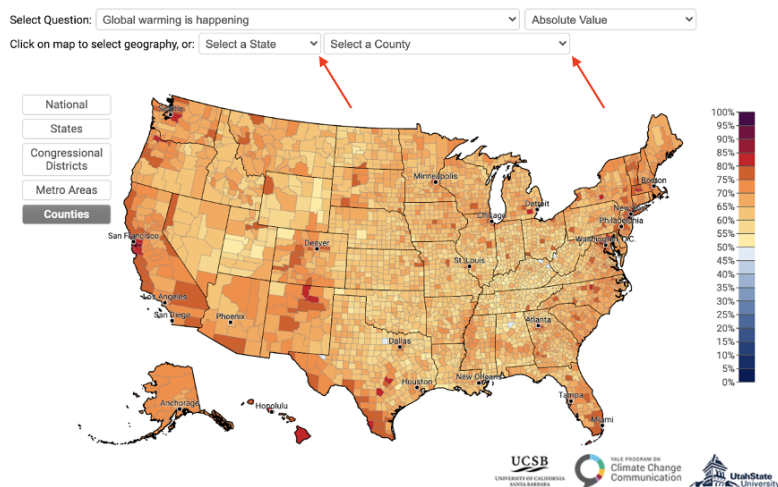 Select Question: Global warming is happening Absolute Value
Click on map to select geography, or: Select a State Select a County
National
States
Congressional
Districts
Metro Areas
Counties
Seattle
Minneapolis
Boston
Detroit
Chicago
New York
Philadelphia
Washington D.C.
San Francisco
Denver
St. Louis
Los Angeles
San Diego
Phoenix
Atlanta
Dallas
Houston
New Orleans
Tampa
Miami
Anchorage
Honolulu
100%
95%
90%
85%
80%
75%
70%
65%
60%
55%
50%
45%
40%
35%
30%
25%
20%
15%
10%
5%
0%
UCSB
UNIVERSITY OF CALIFORNIA
SANTA BARBARA
YALE PROGRAM ON
Climate Change
Communication
UtahState
University